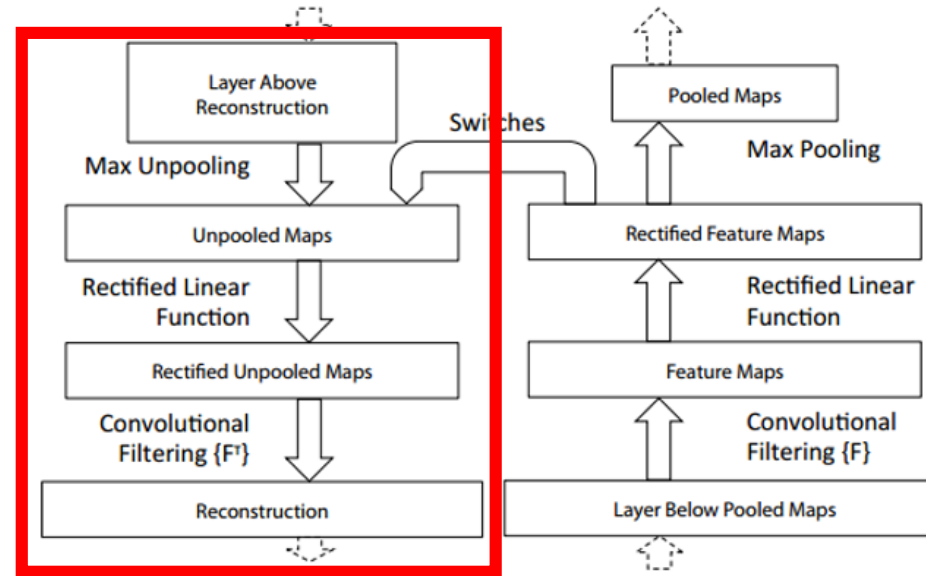 Layer Above
Reconstruction
Max Unpooling
Unpooled Maps
Rectified Linear
Function
Rectified Unpooled Maps
Convolutional
Filtering {Fᵀ}
Reconstruction
Switches
Pooled Maps
Max Pooling
Rectified Feature Maps
Rectified Linear
Function
Feature Maps
Convolutional
Filtering {F}
Layer Below Pooled Maps